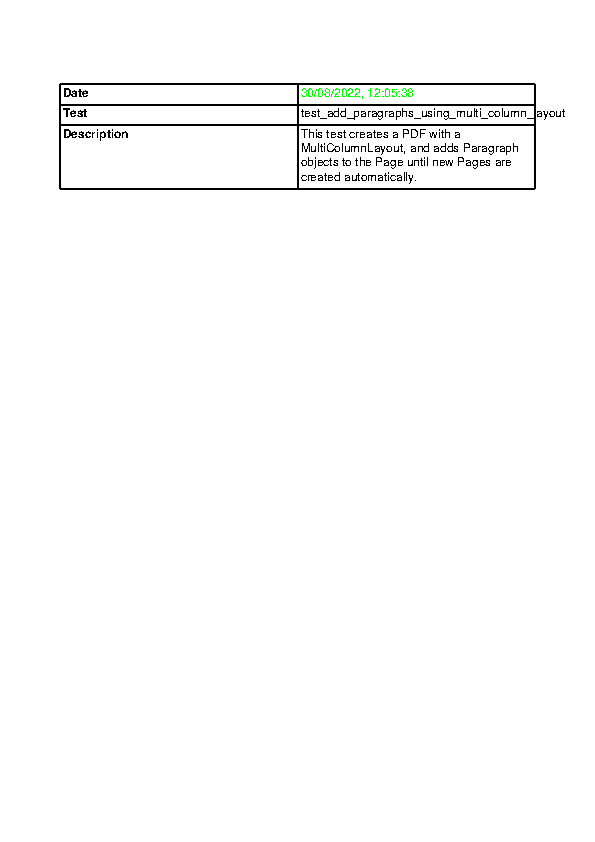 Date 30/08/2022, 12:05:38
Test test_add_paragraphs_using_multi_column_layout
Description This test creates a PDF with a
MultiColumnLayout, and adds Paragraph
objects to the Page until new Pages are
created automatically.